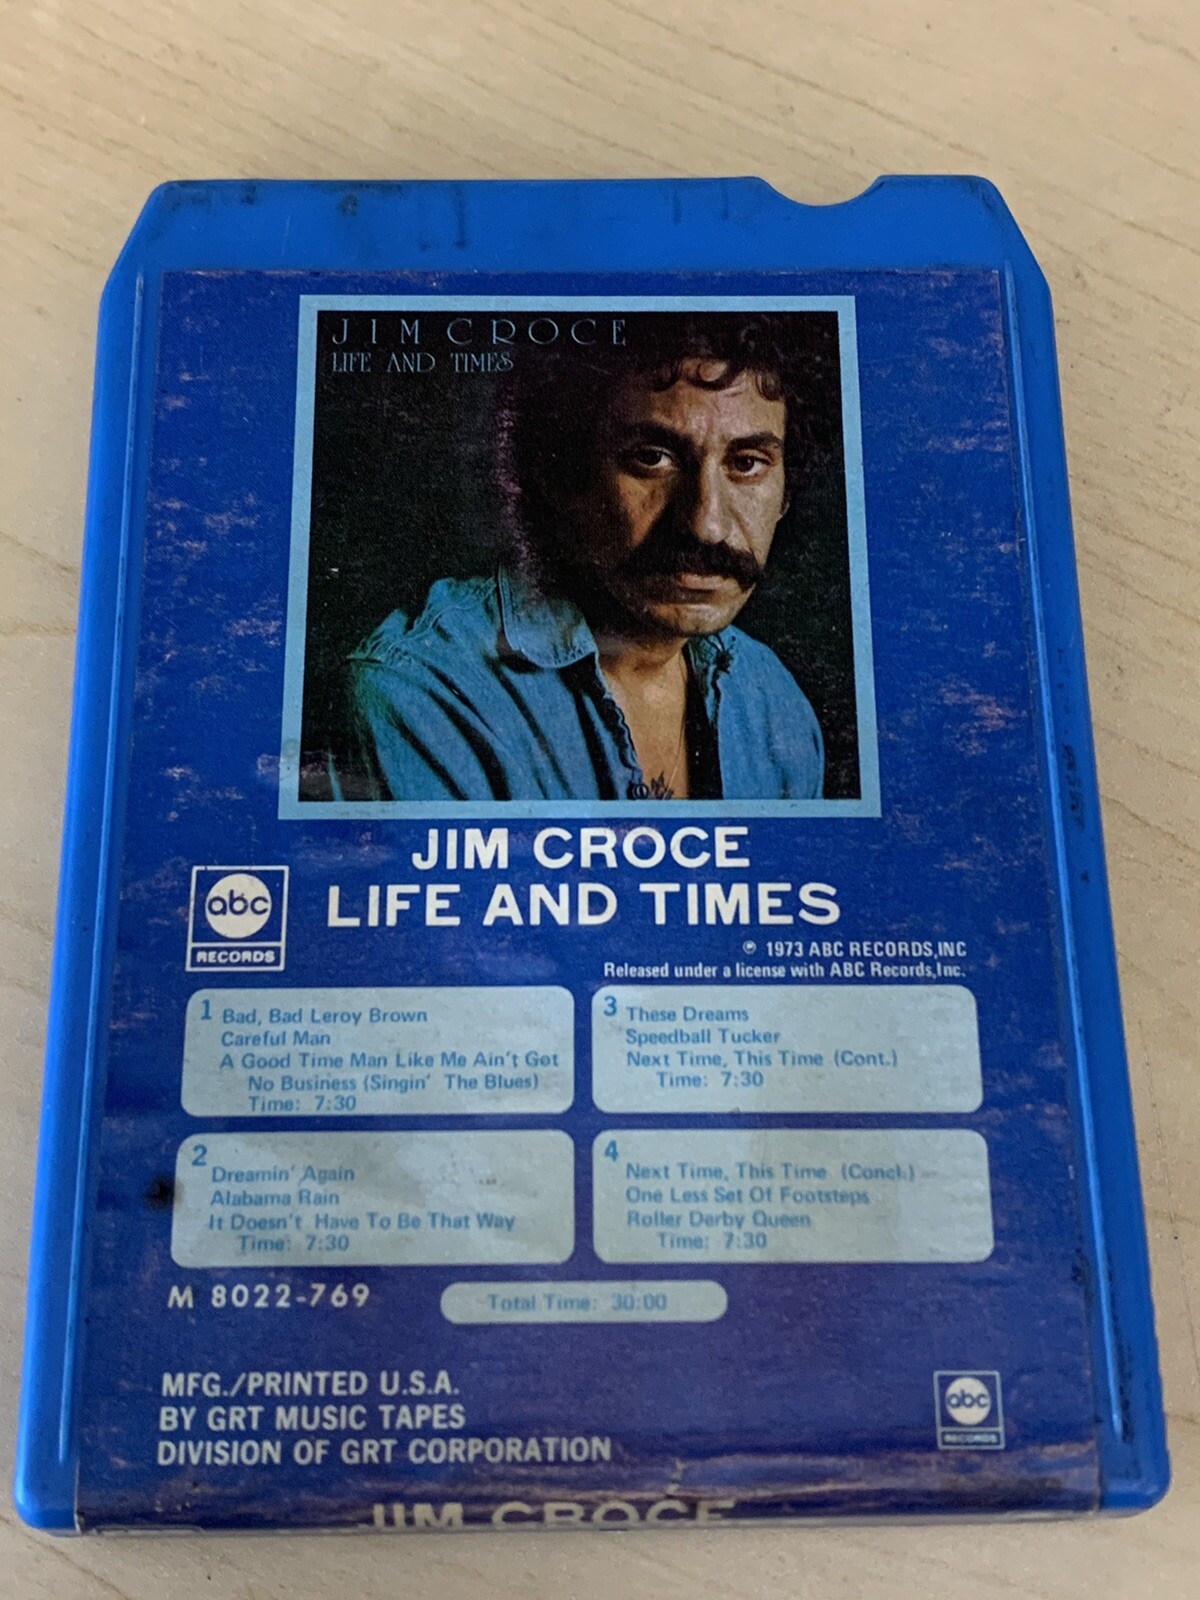 JIM CROCE
LIFE AND TIMES
JIM CROCE
LIFE AND TIMES
abc
RECORDS
℗ 1973 ABC RECORDS,INC
Released under a license with ABC Records,Inc.
1 Bad, Bad Leroy Brown
Careful Man
A Good Time Man Like Me Ain't Got
No Business (Singin' The Blues)
Time: 7:30
2 Dreamin' Again
Alabama Rain
It Doesn't Have To Be That Way
Time: 7:30
3 These Dreams
Speedball Tucker
Next Time, This Time (Cont.)
Time: 7:30
4 Next Time, This Time (Concl.)
One Less Set Of Footsteps
Roller Derby Queen
Time: 7:30
M 8022-769
Total Time: 30:00
MFG./PRINTED U.S.A.
BY GRT MUSIC TAPES
DIVISION OF GRT CORPORATION
abc
RECORDS
JIM CROCE